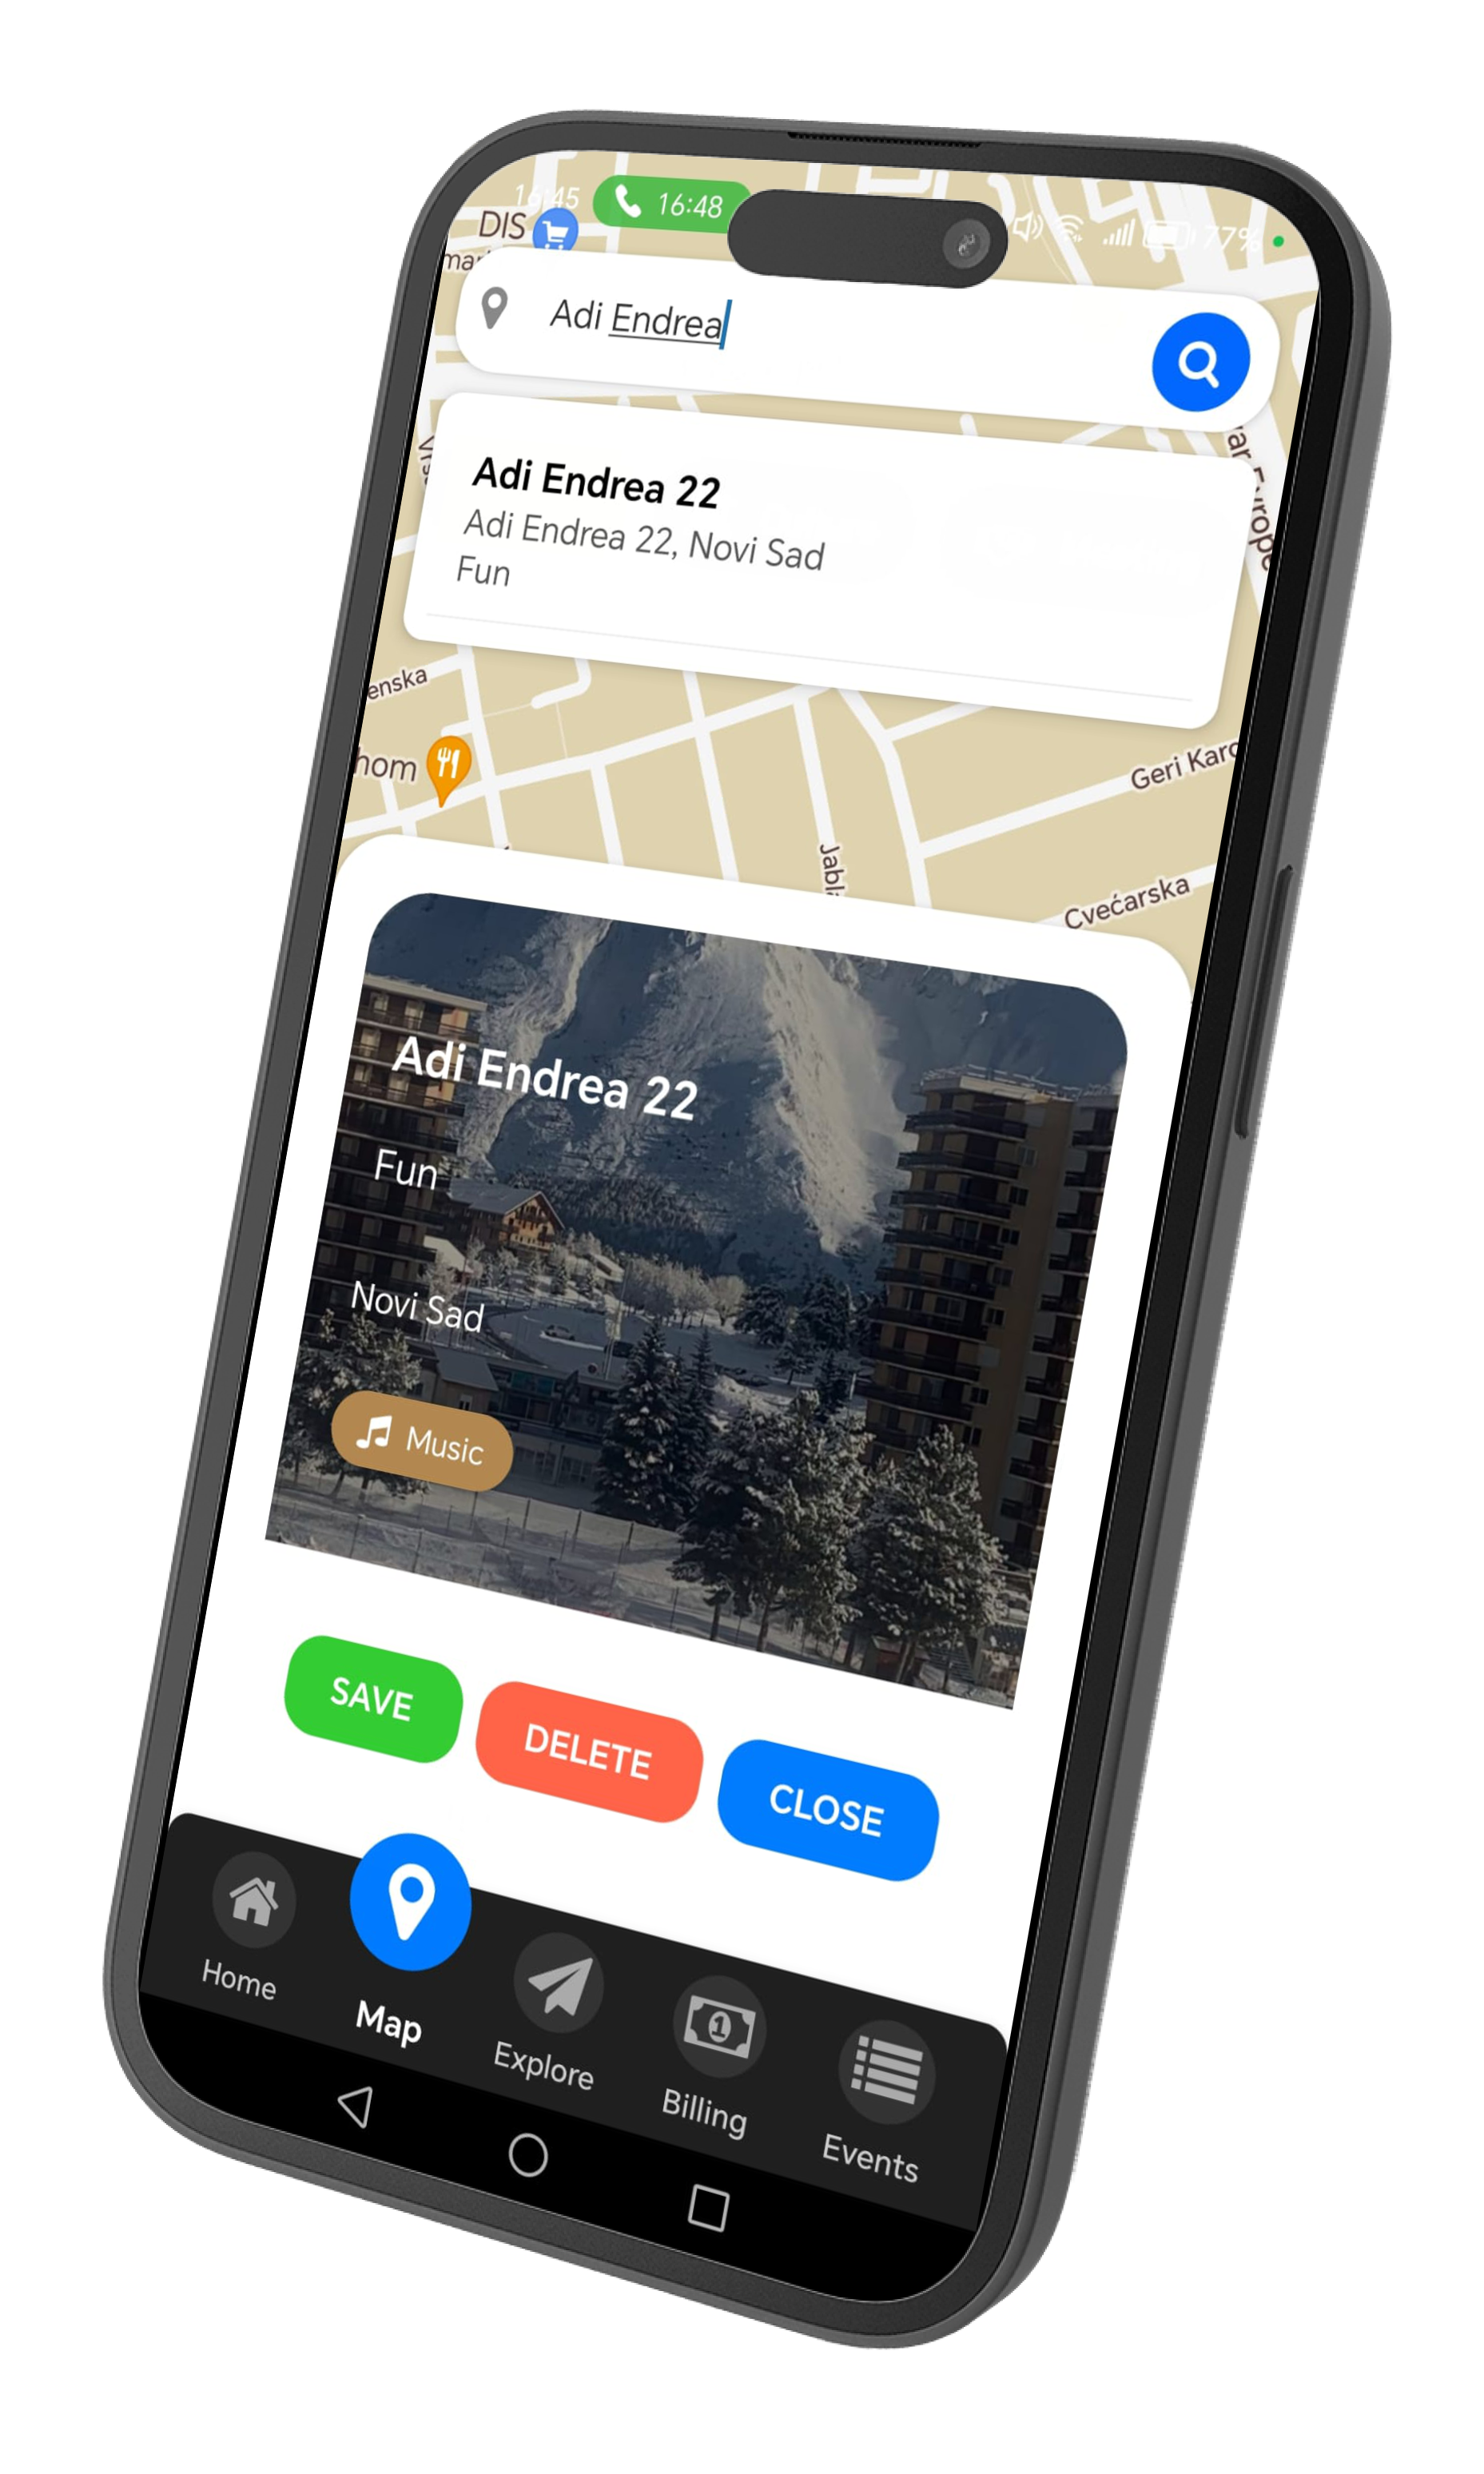 16:45
16:48
77%
DIS
Adi Endrea
Adi Endrea 22
Adi Endrea 22, Novi Sad
Fun
enska
hom
Geri Karo
Jabl
Cvećarska
Adi Endrea 22
Fun
Novi Sad
Music
SAVE
DELETE
CLOSE
Home
Map
Explore
Billing
Events